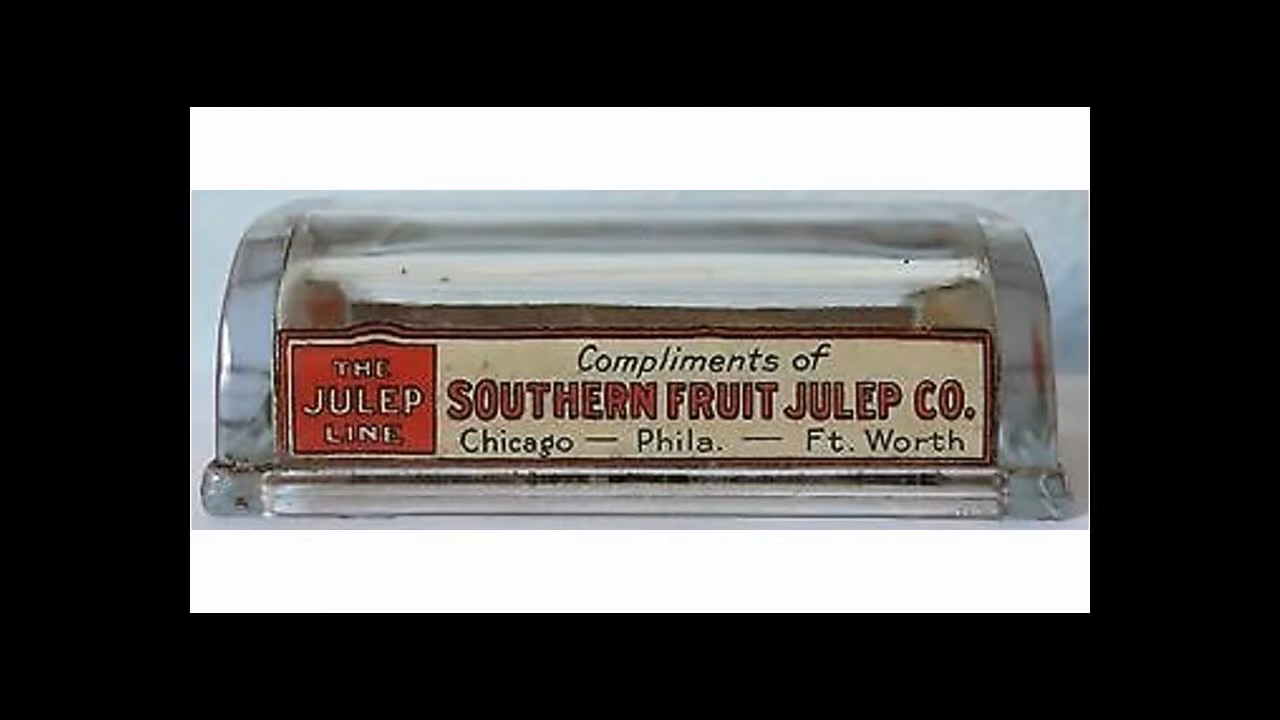 THE
JULEP
LINE
Compliments of
SOUTHERN FRUIT JULEP CO.
Chicago — Phila. — Ft. Worth